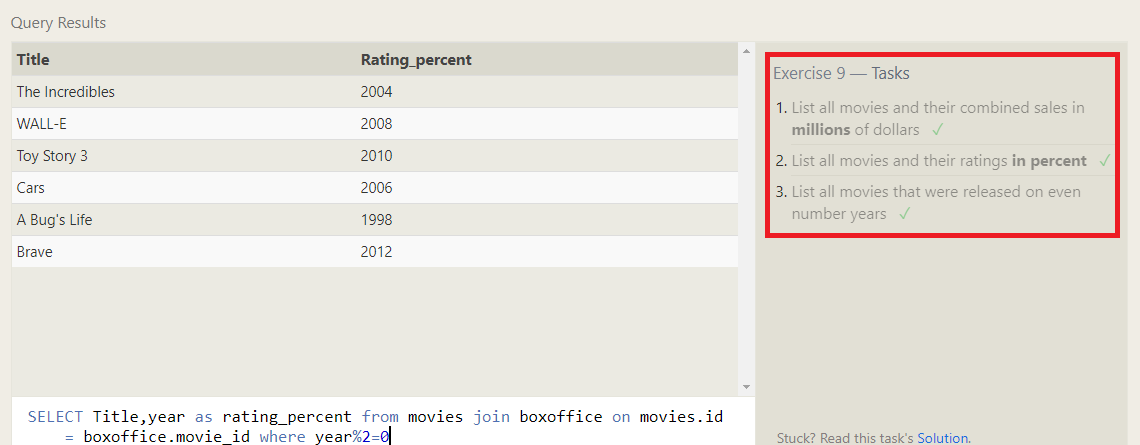 Query Results
Title Rating_percent
The Incredibles 2004
WALL-E 2008
Toy Story 3 2010
Cars 2006
A Bug's Life 1998
Brave 2012
SELECT Title,year as rating_percent from movies join boxoffice on movies.id
= boxoffice.movie_id where year%2=0
Exercise 9 — Tasks
1. List all movies and their combined sales in
millions of dollars ✓
2. List all movies and their ratings in percent ✓
3. List all movies that were released on even
number years ✓
Stuck? Read this task's Solution.